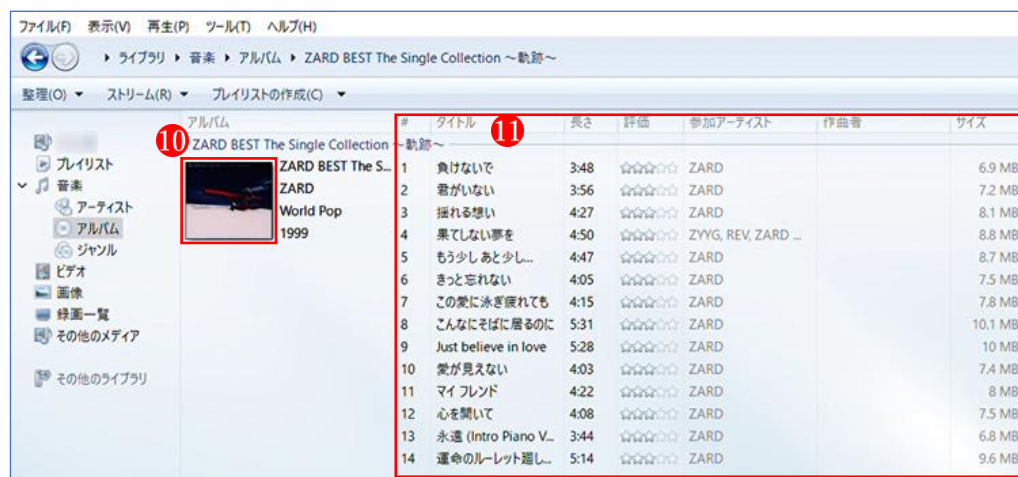 ファイル(F) 表示(V) 再生(P) ツール(T) ヘルプ(H)
ライブラリ ▸ 音楽 ▸ アルバム ▸ ZARD BEST The Single Collection ～軌跡～
整理(O) ストリーム(R) プレイリストの作成(C)
アルバム # タイトル 長さ 評価 参加アーティスト 作曲者 サイズ
10 11
ZARD BEST The Single Collection ～軌跡～
プレイリスト
音楽
アーティスト
アルバム
ジャンル
ビデオ
画像
録画一覧
その他のメディア
その他のライブラリ
ZARD BEST The S...
ZARD
World Pop
1999
1 負けないで 3:48 ZARD 6.9 MB
2 君がいない 3:56 ZARD 7.2 MB
3 揺れる想い 4:27 ZARD 8.1 MB
4 果てしない夢を 4:50 ZYYG, REV, ZARD ... 8.8 MB
5 もう少し あと少し... 4:47 ZARD 8.7 MB
6 きっと忘れない 4:05 ZARD 7.5 MB
7 この愛に泳ぎ疲れても 4:15 ZARD 7.8 MB
8 こんなにそばに居るのに 5:31 ZARD 10.1 MB
9 Just believe in love 5:28 ZARD 10 MB
10 愛が見えない 4:03 ZARD 7.4 MB
11 マイ フレンド 4:22 ZARD 8 MB
12 心を開いて 4:08 ZARD 7.5 MB
13 永遠 (Intro Piano V... 3:44 ZARD 6.8 MB
14 運命のルーレット廻し... 5:14 ZARD 9.6 MB